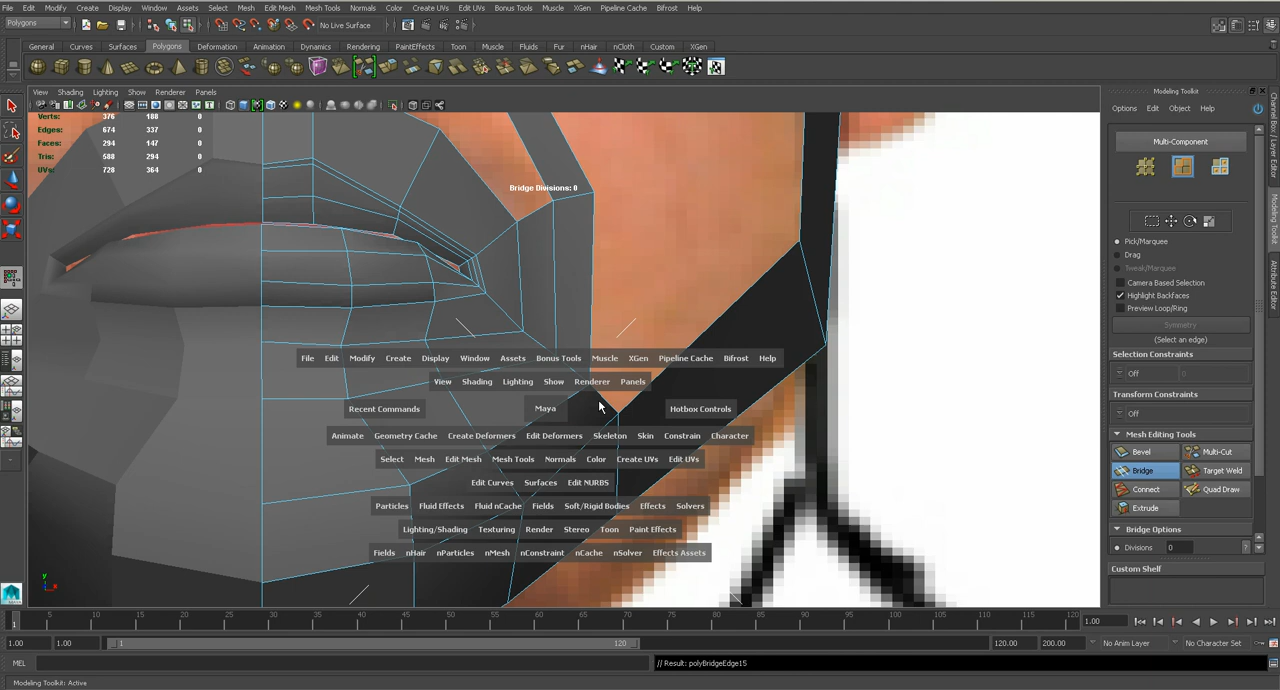 File Edit Modify Create Display Window Assets Select Mesh Edit Mesh Mesh Tools Normals Color Create UVs Edit UVs Bonus Tools Muscle XGen Pipeline Cache Bifrost Help
Polygons No Live Surface
General Curves Surfaces Polygons Deformation Animation Dynamics Rendering PaintEffects Toon Muscle Fluids Fur nHair nCloth Custom XGen
View Shading Lighting Show Renderer Panels
Modeling Toolkit
Options Edit Object Help
Verts: 376 188 0
Edges: 674 337 0
Faces: 294 147 0
Tris: 588 294 0
UVs: 728 364 0
Bridge Divisions: 0
Multi-Component
Pick/Marquee
Drag
Tweak/Marquee
Camera Based Selection
Highlight Backfaces
Preview Loop/Ring
Symmetry
(Select an edge)
Selection Constraints
Off 0
Transform Constraints
Off
Mesh Editing Tools
Bevel Multi-Cut
Bridge Target Weld
Connect Quad Draw
Extrude
Bridge Options
Divisions 0 ?
Custom Shelf
Channel Box / Layer Editor
Modeling Toolkit
Attribute Editor
File Edit Modify Create Display Window Assets Bonus Tools Muscle XGen Pipeline Cache Bifrost Help
View Shading Lighting Show Renderer Panels
Recent Commands Maya Hotbox Controls
Animate Geometry Cache Create Deformers Edit Deformers Skeleton Skin Constrain Character
Select Mesh Edit Mesh Mesh Tools Normals Color Create UVs Edit UVs
Edit Curves Surfaces Edit NURBS
Particles Fluid Effects Fluid nCache Fields Soft/Rigid Bodies Effects Solvers
Lighting/Shading Texturing Render Stereo Toon Paint Effects
Fields nHair nParticles nMesh nConstraint nCache nSolver Effects Assets
y
1 5 10 15 20 25 30 35 40 45 50 55 60 65 70 75 80 85 90 95 100 105 110 115 120 1.00
1.00 1.00 1 120 120.00 200.00 No Anim Layer No Character Set
MEL // Result: polyBridgeEdge15
Modeling Toolkit: Active